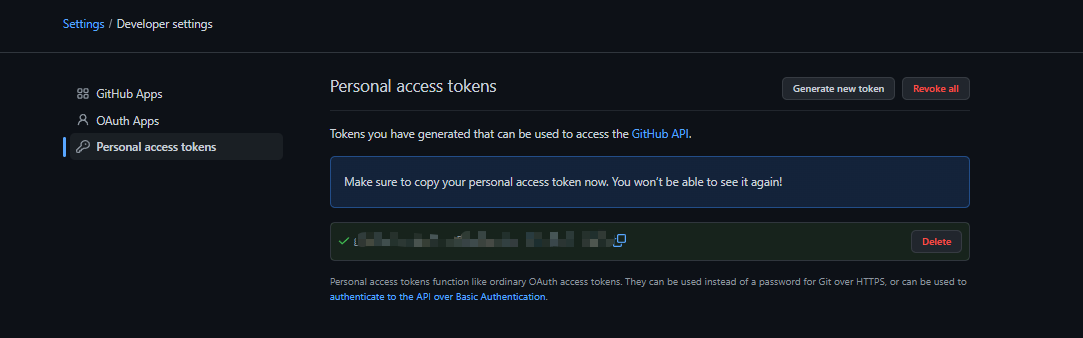 Settings / Developer settings
GitHub Apps
OAuth Apps
Personal access tokens
Personal access tokens
Generate new token
Revoke all
Tokens you have generated that can be used to access the GitHub API.
Make sure to copy your personal access token now. You won't be able to see it again!
Delete
Personal access tokens function like ordinary OAuth access tokens. They can be used instead of a password for Git over HTTPS, or can be used to
authenticate to the API over Basic Authentication.